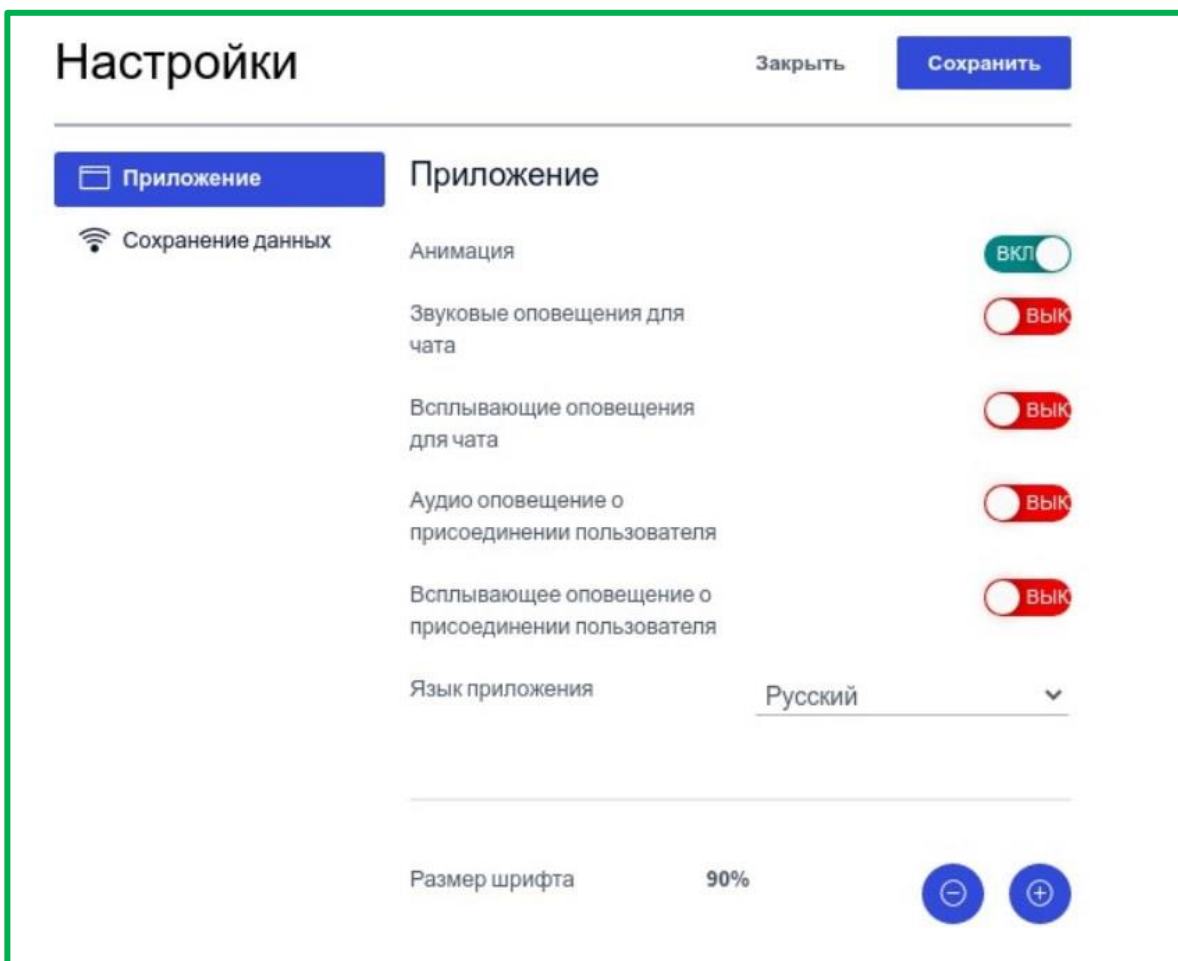 Настройки
Закрыть
Сохранить
Приложение
Сохранение данных
Приложение
Анимация
ВКЛ
Звуковые оповещения для
чата
ВЫК
Всплывающие оповещения
для чата
ВЫК
Аудио оповещение о
присоединении пользователя
ВЫК
Всплывающее оповещение о
присоединении пользователя
ВЫК
Язык приложения
Русский
Размер шрифта
90%